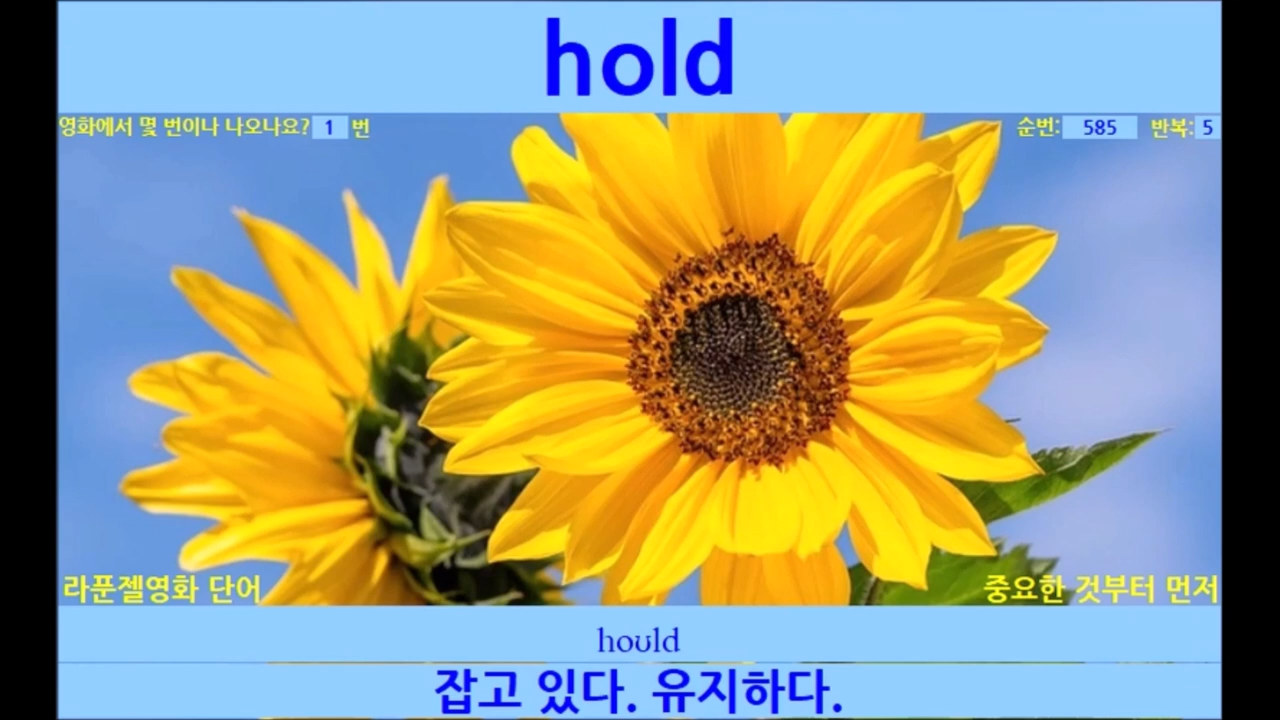 hold
영화에서 몇 번이나 나오나요? 1 번
순번: 585 반복: 5
라푼젤영화 단어
중요한 것부터 먼저
hoʊld
잡고 있다. 유지하다.